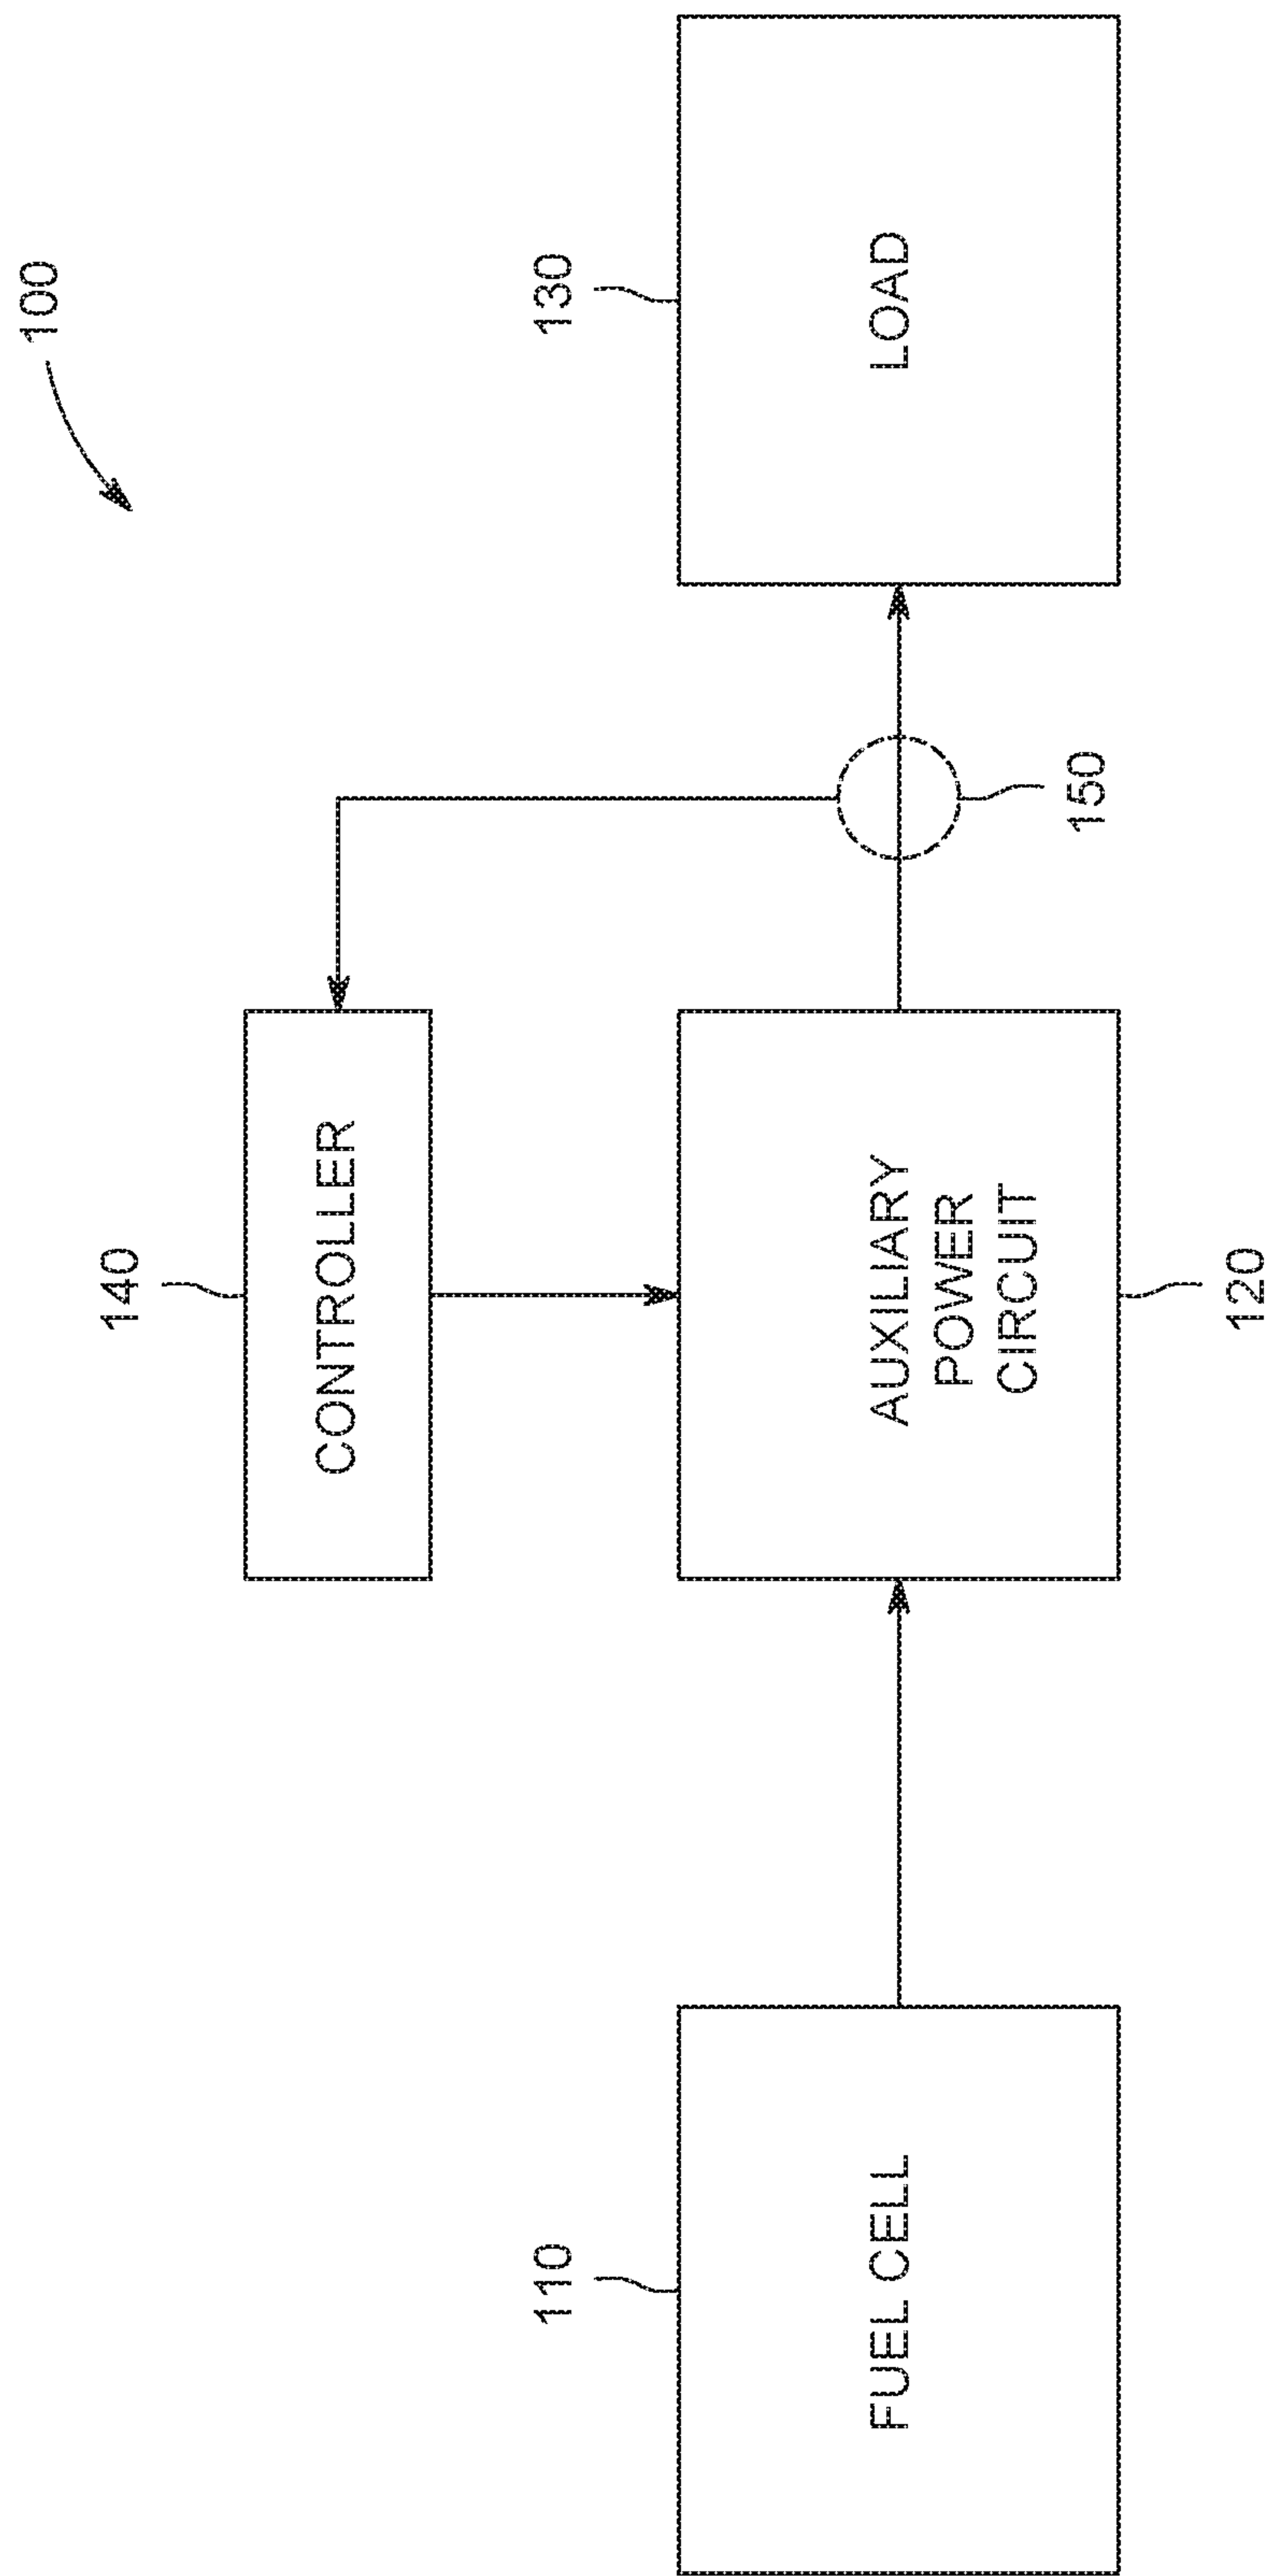 100
140
CONTROLLER
110
FUEL CELL
AUXILIARY
POWER
CIRCUIT
120
150
130
LOAD